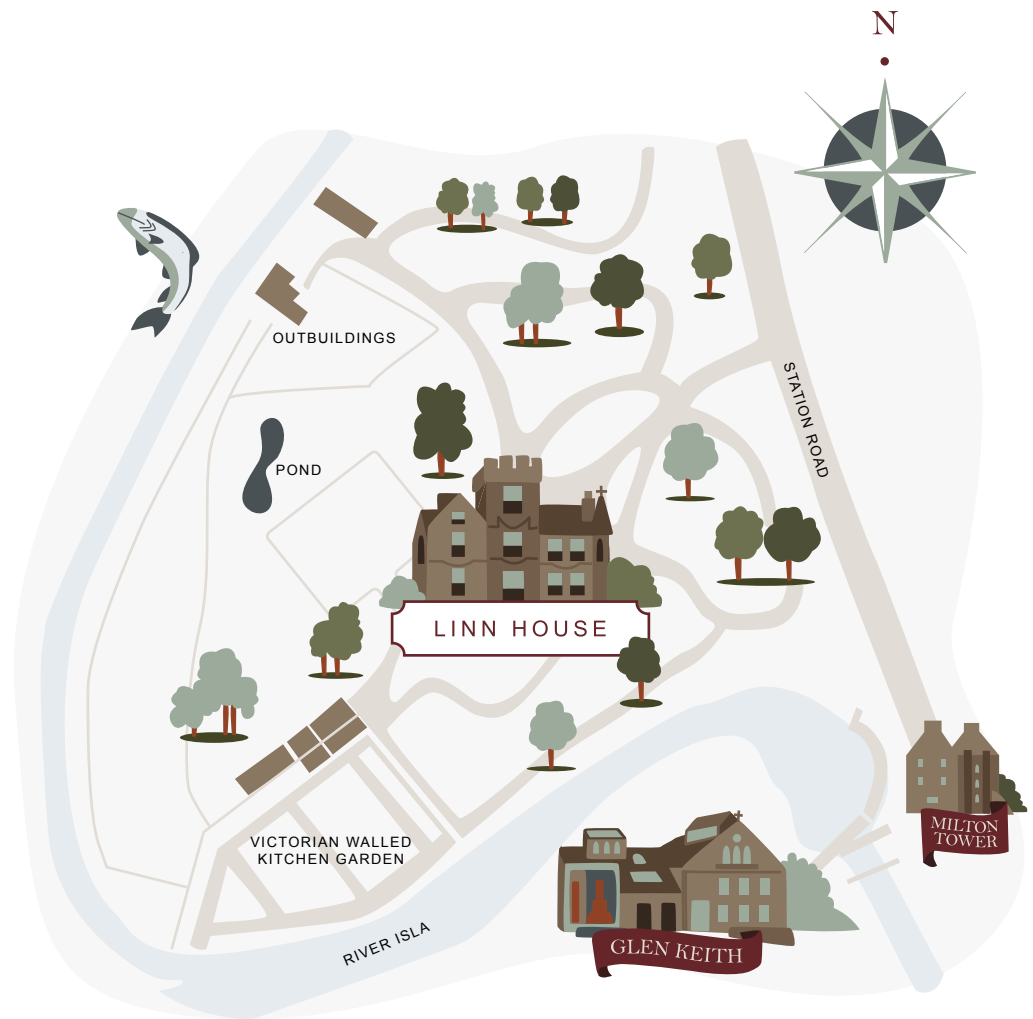 N
OUTBUILDINGS
STATION ROAD
POND
LINN HOUSE
MILTON
TOWER
VICTORIAN WALLED
KITCHEN GARDEN
RIVER ISLA
GLEN KEITH